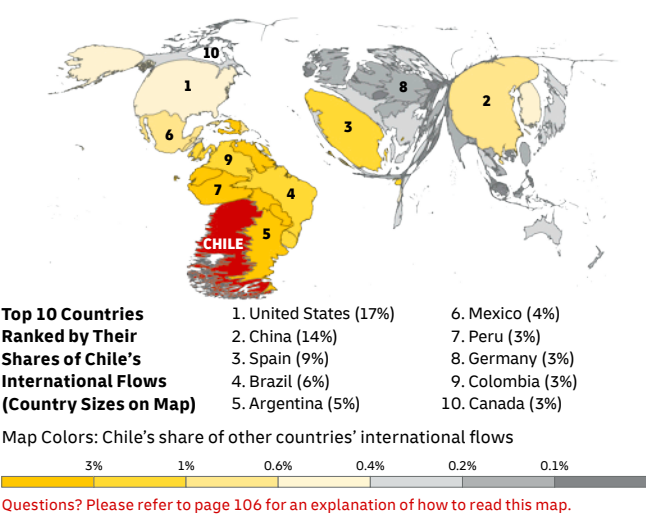 10
1
8
2
3
6
9
7
4
5
CHILE
Top 10 Countries
Ranked by Their
Shares of Chile's
International Flows
(Country Sizes on Map)
1. United States (17%)
2. China (14%)
3. Spain (9%)
4. Brazil (6%)
5. Argentina (5%)
6. Mexico (4%)
7. Peru (3%)
8. Germany (3%)
9. Colombia (3%)
10. Canada (3%)
Map Colors: Chile's share of other countries' international flows
3% 1% 0.6% 0.4% 0.2% 0.1%
Questions? Please refer to page 106 for an explanation of how to read this map.